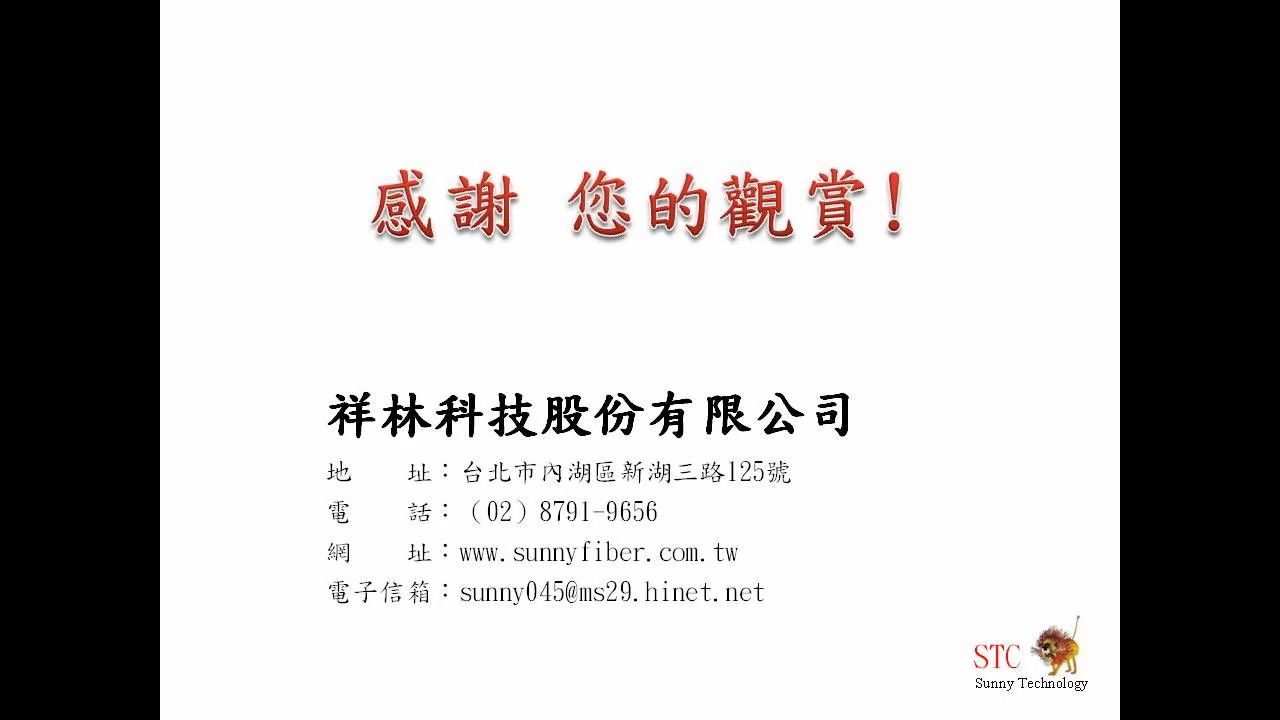 感謝 您的觀賞!
祥林科技股份有限公司
地　　址：台北市內湖區新湖三路125號
電　　話：（02）8791-9656
網　　址：www.sunnyfiber.com.tw
電子信箱：sunny045@ms29.hinet.net
STC
Sunny Technology